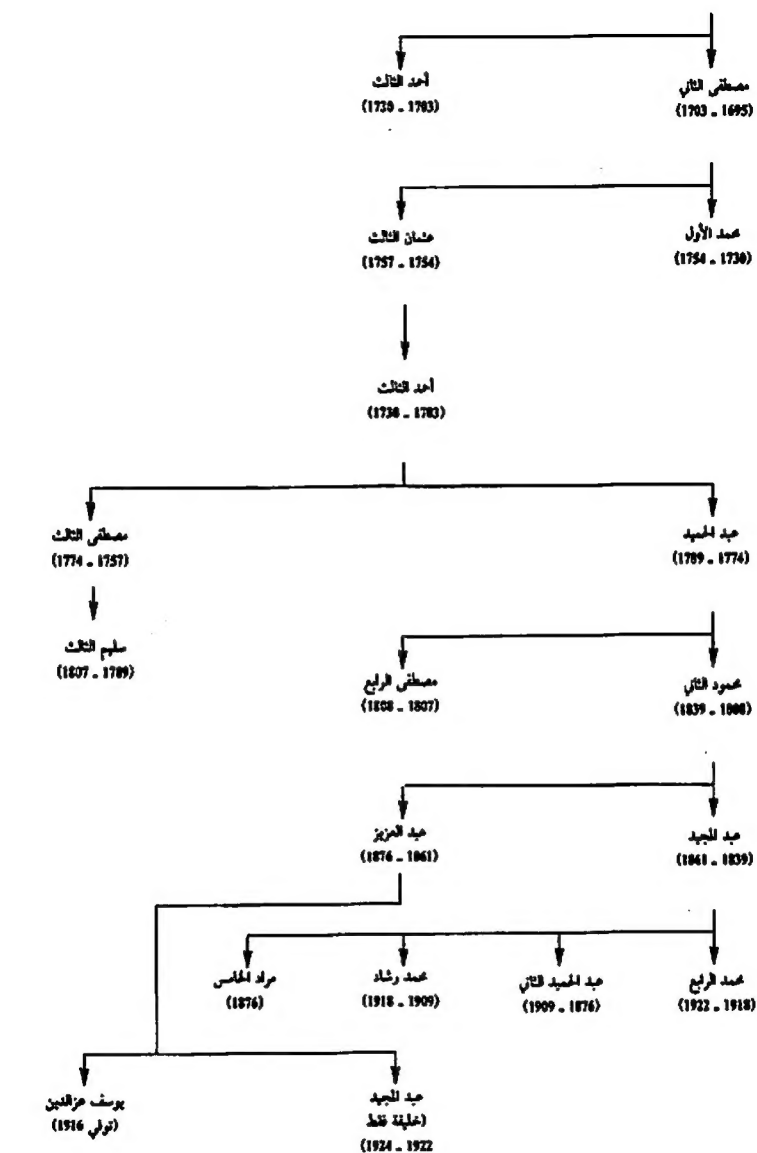 مصطفى الثاني
(1695 - 1703)
أحمد الثالث
(1703 - 1730)
محمد الأول
(1730 - 1754)
عثمان الثالث
(1754 - 1757)
أحمد الثالث
(1703 - 1730)
عبد الحميد
(1774 - 1789)
مصطفى الثالث
(1757 - 1774)
سليم الثالث
(1789 - 1807)
محمود الثاني
(1808 - 1839)
مصطفى الرابع
(1807 - 1808)
عبد المجيد
(1839 - 1861)
عبد العزيز
(1861 - 1876)
محمد الرابع
(1918 - 1922)
عبد الحميد الثاني
(1876 - 1909)
محمد رشاد
(1909 - 1918)
مراد الخامس
(1876)
عبد المجيد
(خليفة فقط
1922 - 1924)
يوسف عزالدين
(توفي 1916)